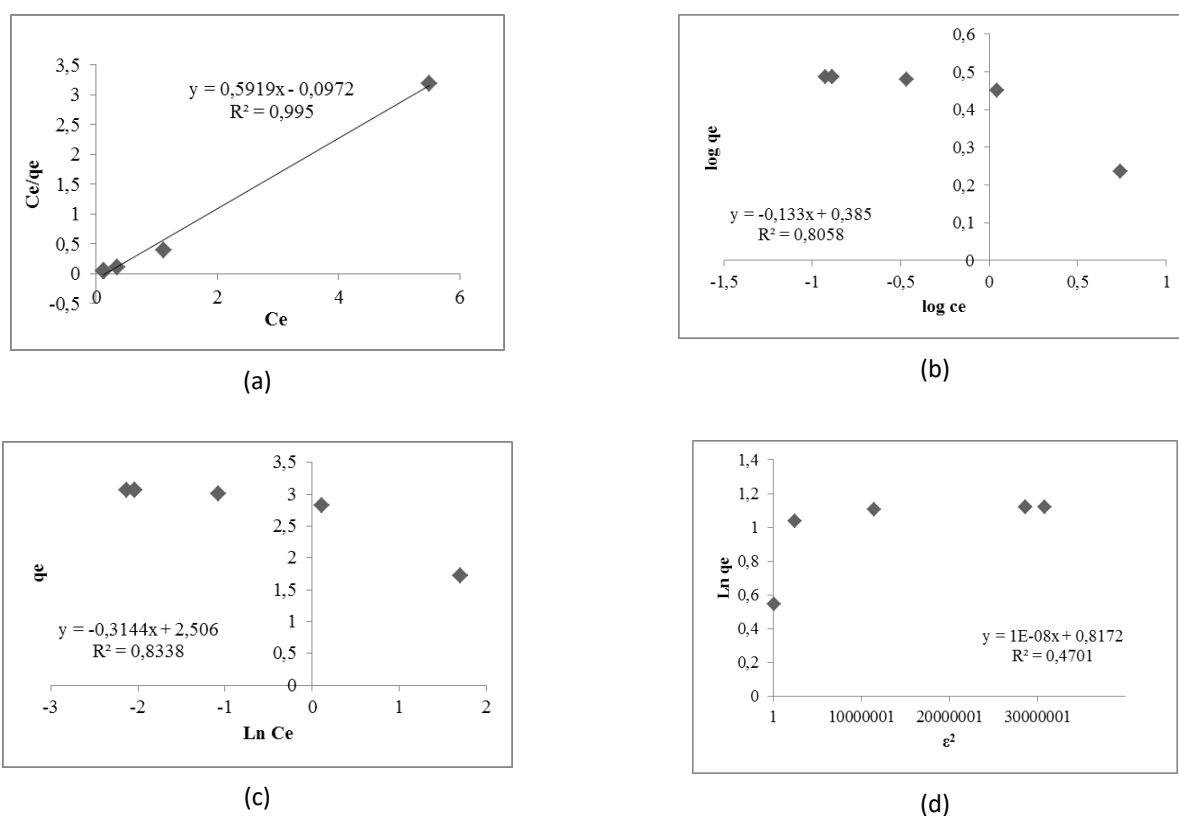 3,5
3
2,5
2
1,5
1
0,5
0
-0,5
y = 0,5919x - 0,0972
R² = 0,995
Ce/qe
0 2 4 6
Ce
(a)
0,6
0,5
0,4
0,3
0,2
0,1
0
log qe
y = -0,133x + 0,385
R² = 0,8058
-1,5 -1 -0,5 0 0,5 1
log ce
(b)
3,5
3
2,5
2
1,5
1
0,5
0
qe
y = -0,3144x + 2,506
R² = 0,8338
-3 -2 -1 0 1 2
Ln Ce
(c)
1,4
1,2
1
0,8
0,6
0,4
0,2
0
Ln qe
y = 1E-08x + 0,8172
R² = 0,4701
1 10000001 20000001 30000001
ε²
(d)